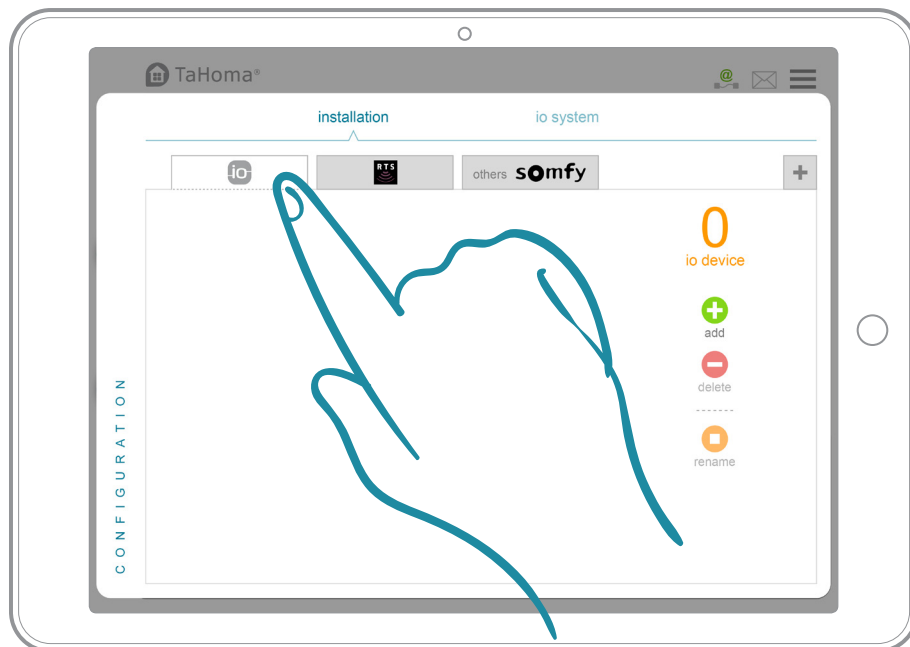 TaHoma®
@
installation
io system
io
RTS
others somfy
0
io device
add
delete
rename
CONFIGURATION